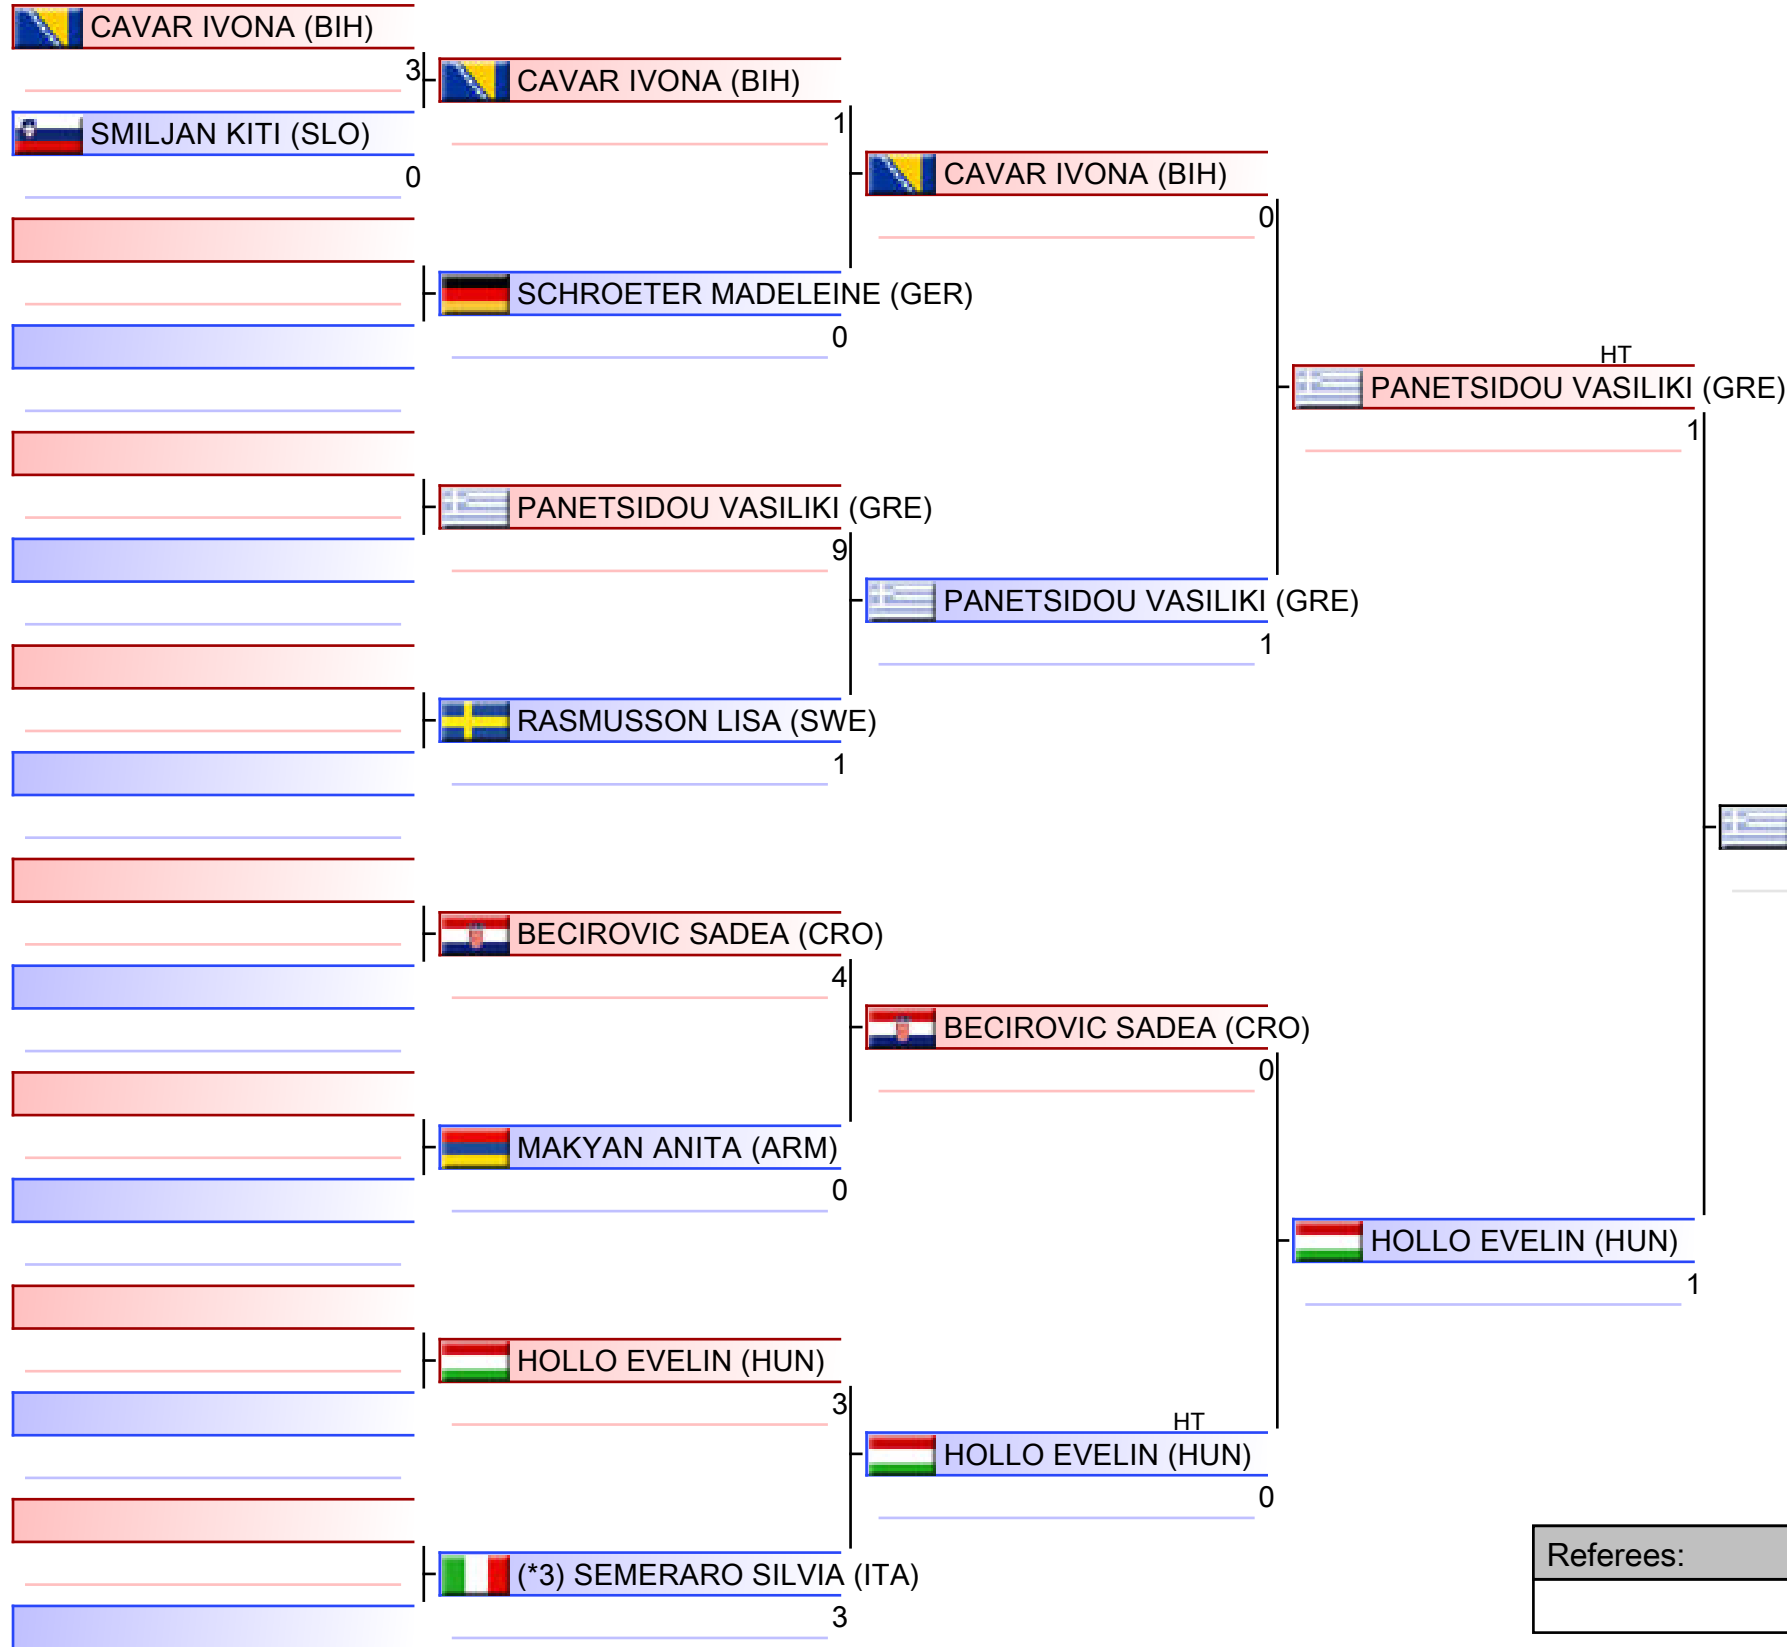 CAVAR IVONA (BIH)
3
CAVAR IVONA (BIH)
SMILJAN KITI (SLO)
1
0
CAVAR IVONA (BIH)
0
SCHROETER MADELEINE (GER)
0
HT
PANETSIDOU VASILIKI (GRE)
1
PANETSIDOU VASILIKI (GRE)
9
PANETSIDOU VASILIKI (GRE)
1
RASMUSSON LISA (SWE)
1
BECIROVIC SADEA (CRO)
4
BECIROVIC SADEA (CRO)
0
MAKYAN ANITA (ARM)
0
HOLLO EVELIN (HUN)
1
HOLLO EVELIN (HUN)
3
HT
HOLLO EVELIN (HUN)
0
Referees:
(*3) SEMERARO SILVIA (ITA)
3